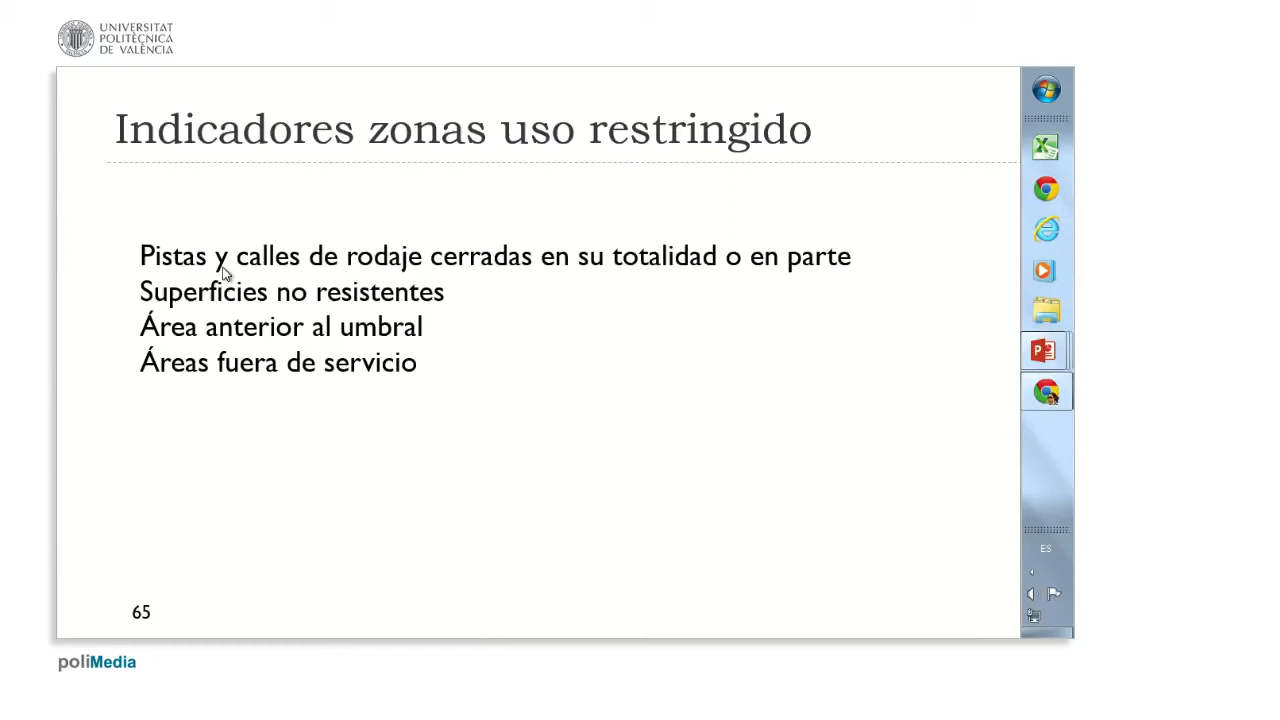 UNIVERSITAT
POLITÈCNICA
DE VALÈNCIA
Indicadores zonas uso restringido
Pistas y calles de rodaje cerradas en su totalidad o en parte
Superficies no resistentes
Área anterior al umbral
Áreas fuera de servicio
65
ES
poliMedia